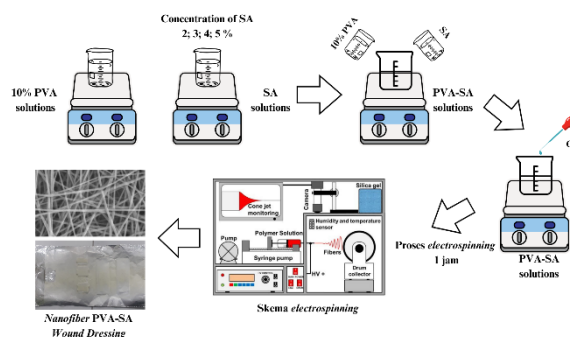 Concentration of SA
2; 3; 4; 5 %
10% PVA
solutions
SA
solutions
10% PVA
SA
PVA-SA
solutions
PVA-SA
solutions
Proses electrospinning
1 jam
Cone jet
monitoring
Camera
Silica gel
Humidity and temperature
sensor
Pump
Polymer Solution
Syringe pump
Fibers
HV +
Drum
collector
Skema electrospinning
Nanofiber PVA-SA
Wound Dressing